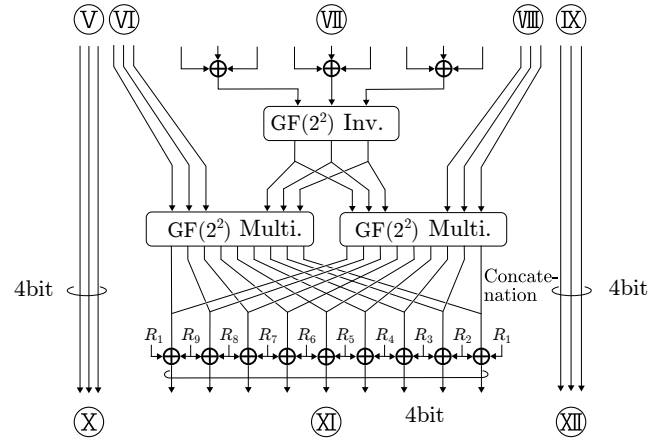 Ⅴ Ⅵ Ⅶ Ⅷ Ⅸ
GF(2²) Inv.
GF(2²) Multi. GF(2²) Multi.
4bit Concate-
nation 4bit
R₁ R₉ R₈ R₇ R₆ R₅ R₄ R₃ R₂ R₁
4bit
Ⅹ Ⅺ Ⅻ